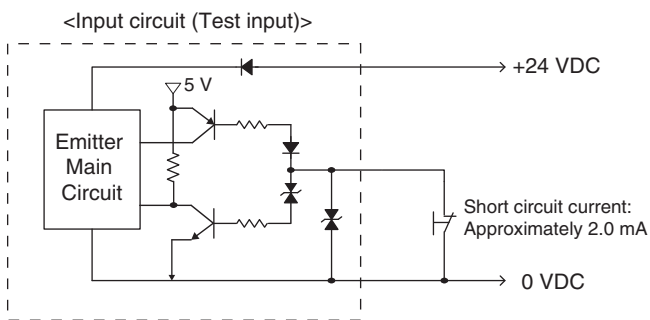 <Input circuit (Test input)>
+24 VDC
5 V
Emitter
Main
Circuit
Short circuit current:
Approximately 2.0 mA
0 VDC